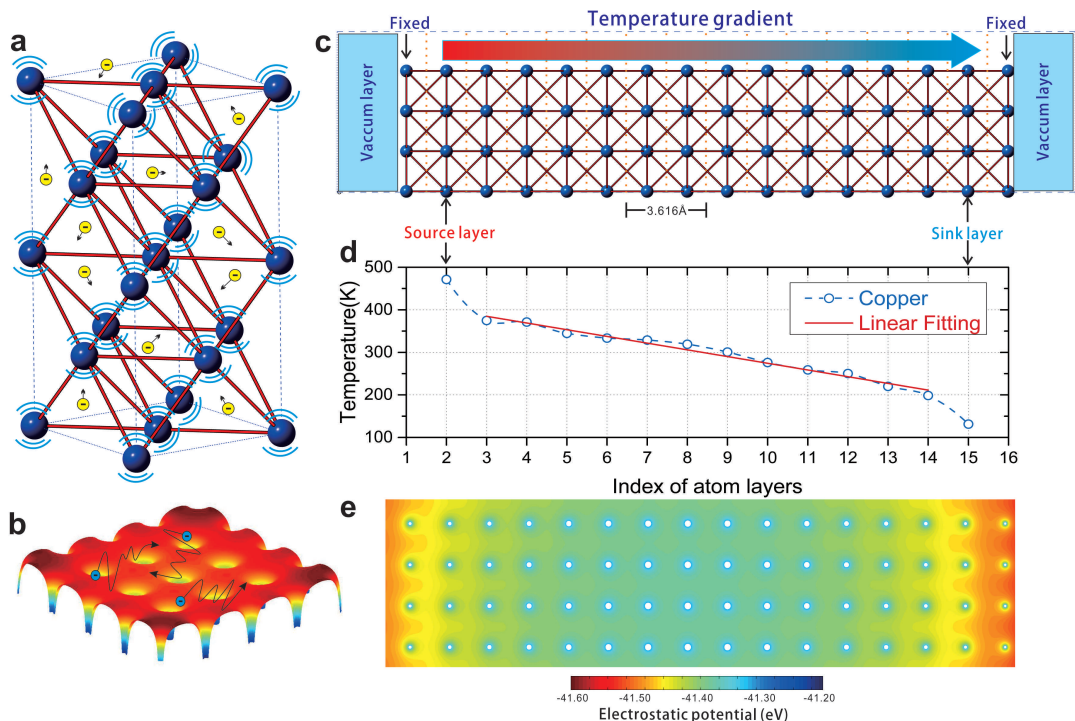 a
b
c
Fixed
Temperature gradient
Fixed
Vaccum layer
Vaccum layer
3.616Å
Source layer
Sink layer
d
Temperature(K)
500
400
300
200
100
Copper
Linear Fitting
1 2 3 4 5 6 7 8 9 10 11 12 13 14 15 16
Index of atom layers
e
-41.60 -41.50 -41.40 -41.30 -41.20
Electrostatic potential (eV)